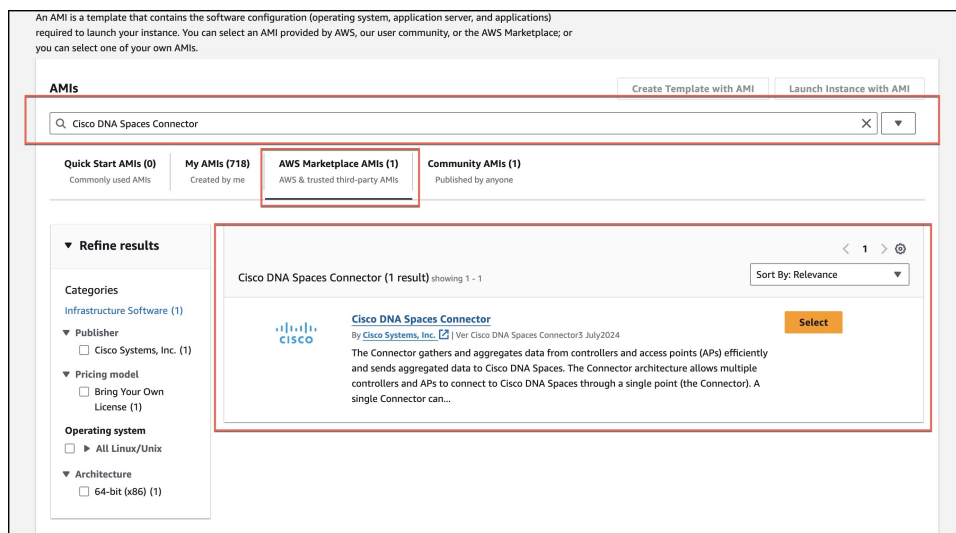 An AMI is a template that contains the software configuration (operating system, application server, and applications)
required to launch your instance. You can select an AMI provided by AWS, our user community, or the AWS Marketplace; or
you can select one of your own AMIs.
AMIs
Create Template with AMI
Launch Instance with AMI
Cisco DNA Spaces Connector
Quick Start AMIs (0)
Commonly used AMIs
My AMIs (718)
Created by me
AWS Marketplace AMIs (1)
AWS & trusted third-party AMIs
Community AMIs (1)
Published by anyone
Refine results
Categories
Infrastructure Software (1)
Publisher
Cisco Systems, Inc. (1)
Pricing model
Bring Your Own
License (1)
Operating system
All Linux/Unix
Architecture
64-bit (x86) (1)
1
Cisco DNA Spaces Connector (1 result) showing 1 - 1
Sort By: Relevance
CISCO
Cisco DNA Spaces Connector
By Cisco Systems, Inc. | Ver Cisco DNA Spaces Connector3 July2024
Select
The Connector gathers and aggregates data from controllers and access points (APs) efficiently
and sends aggregated data to Cisco DNA Spaces. The Connector architecture allows multiple
controllers and APs to connect to Cisco DNA Spaces through a single point (the Connector). A
single Connector can...